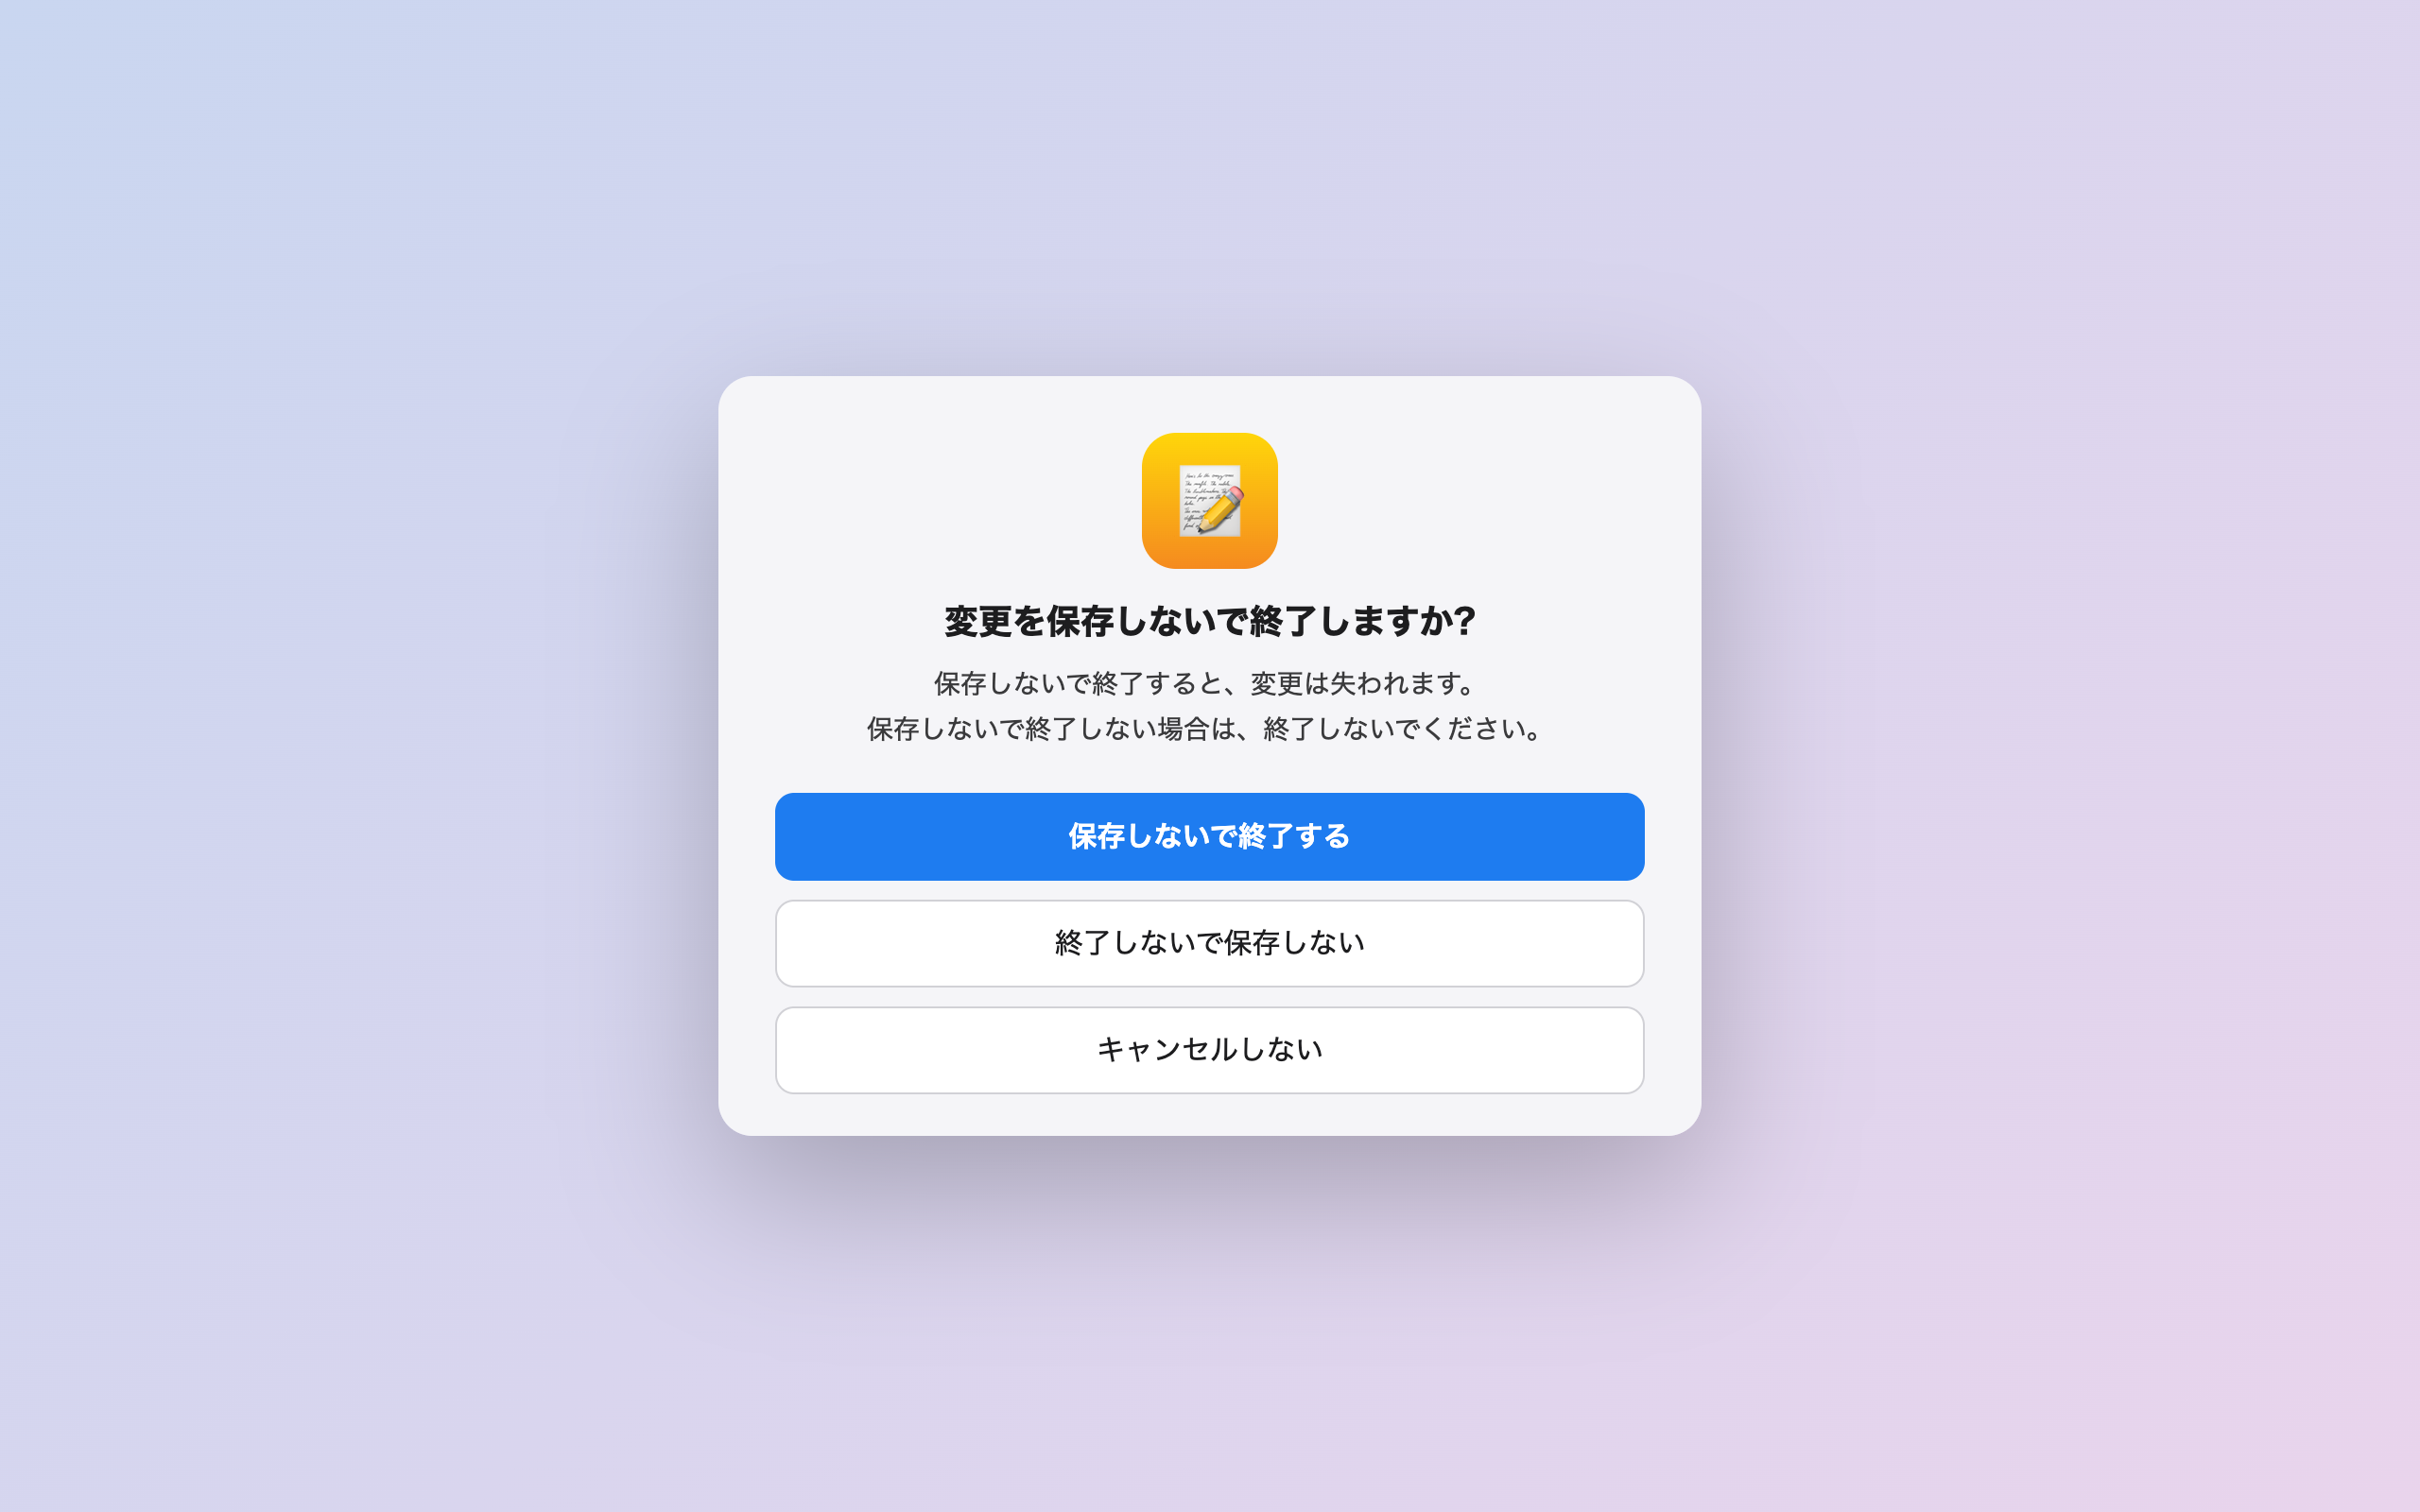 変更を保存しないで終了しますか?
保存しないで終了すると、変更は失われます。
保存しないで終了しない場合は、終了しないでください。
保存しないで終了する
終了しないで保存しない
キャンセルしない